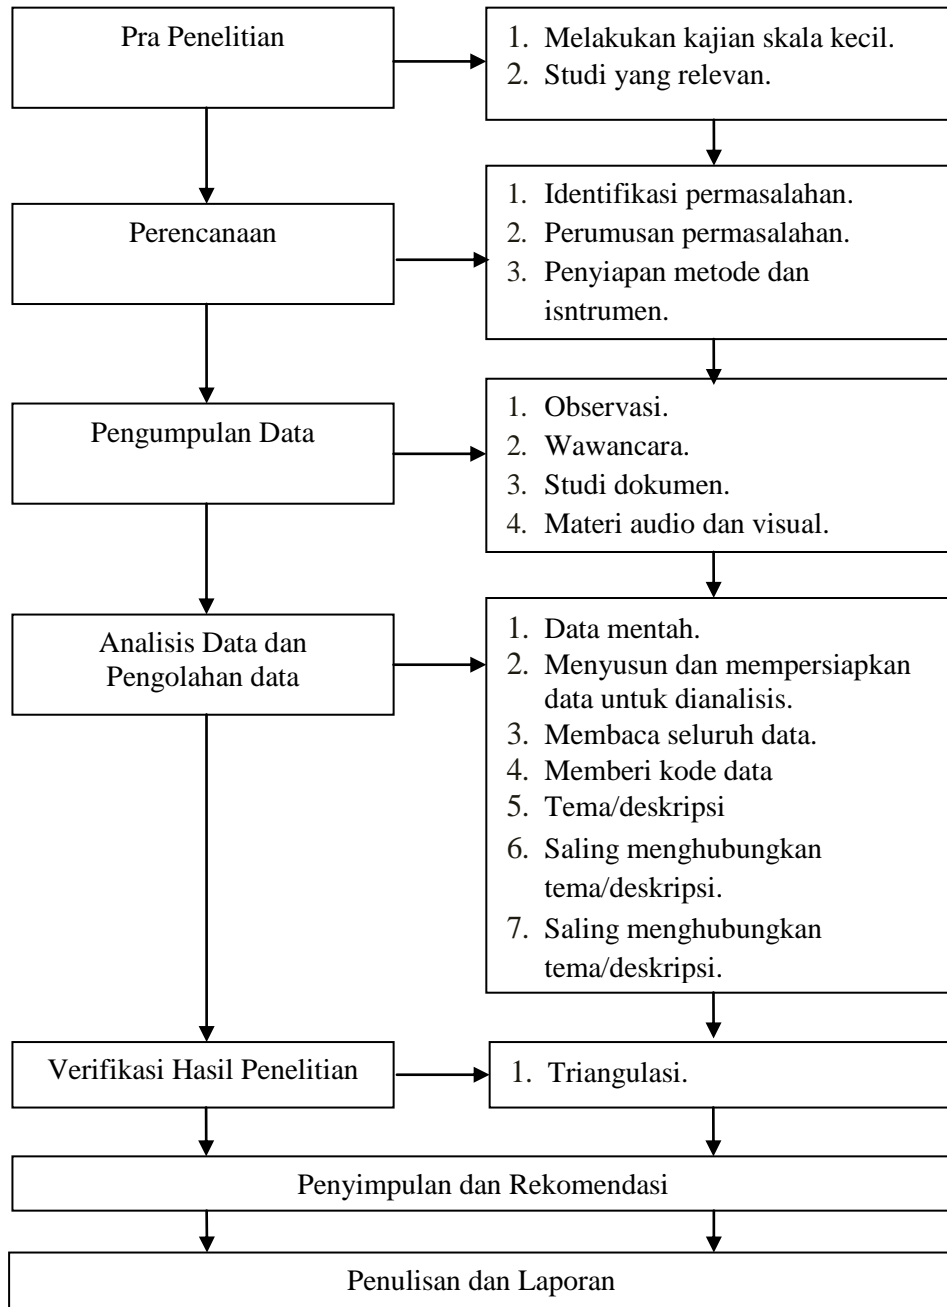 Pra Penelitian
1. Melakukan kajian skala kecil.
2. Studi yang relevan.
Perencanaan
1. Identifikasi permasalahan.
2. Perumusan permasalahan.
3. Penyiapan metode dan
isntrumen.
Pengumpulan Data
1. Observasi.
2. Wawancara.
3. Studi dokumen.
4. Materi audio dan visual.
Analisis Data dan
Pengolahan data
1. Data mentah.
2. Menyusun dan mempersiapkan
data untuk dianalisis.
3. Membaca seluruh data.
4. Memberi kode data
5. Tema/deskripsi
6. Saling menghubungkan
tema/deskripsi.
7. Saling menghubungkan
tema/deskripsi.
Verifikasi Hasil Penelitian
1. Triangulasi.
Penyimpulan dan Rekomendasi
Penulisan dan Laporan